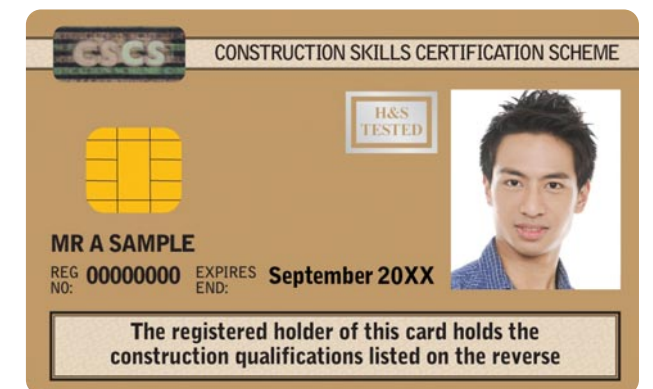 CSCS
CONSTRUCTION SKILLS CERTIFICATION SCHEME
H&S
TESTED
MR A SAMPLE
REG NO: 00000000 EXPIRES END: September 20XX
The registered holder of this card holds the
construction qualifications listed on the reverse